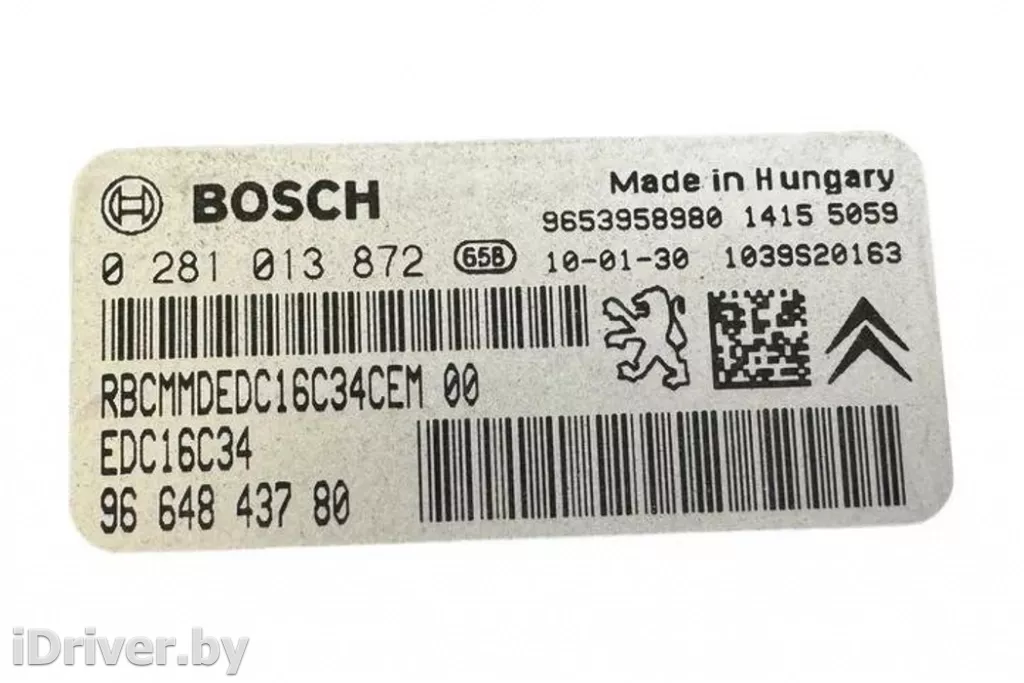 BOSCH
Made in Hungary
9653958980 1415 5059
0 281 013 872 65B 10-01-30 1039S20163
RBCMMDEDC16C34CEM 00
EDC16C34
96 648 437 80
iDriver.by